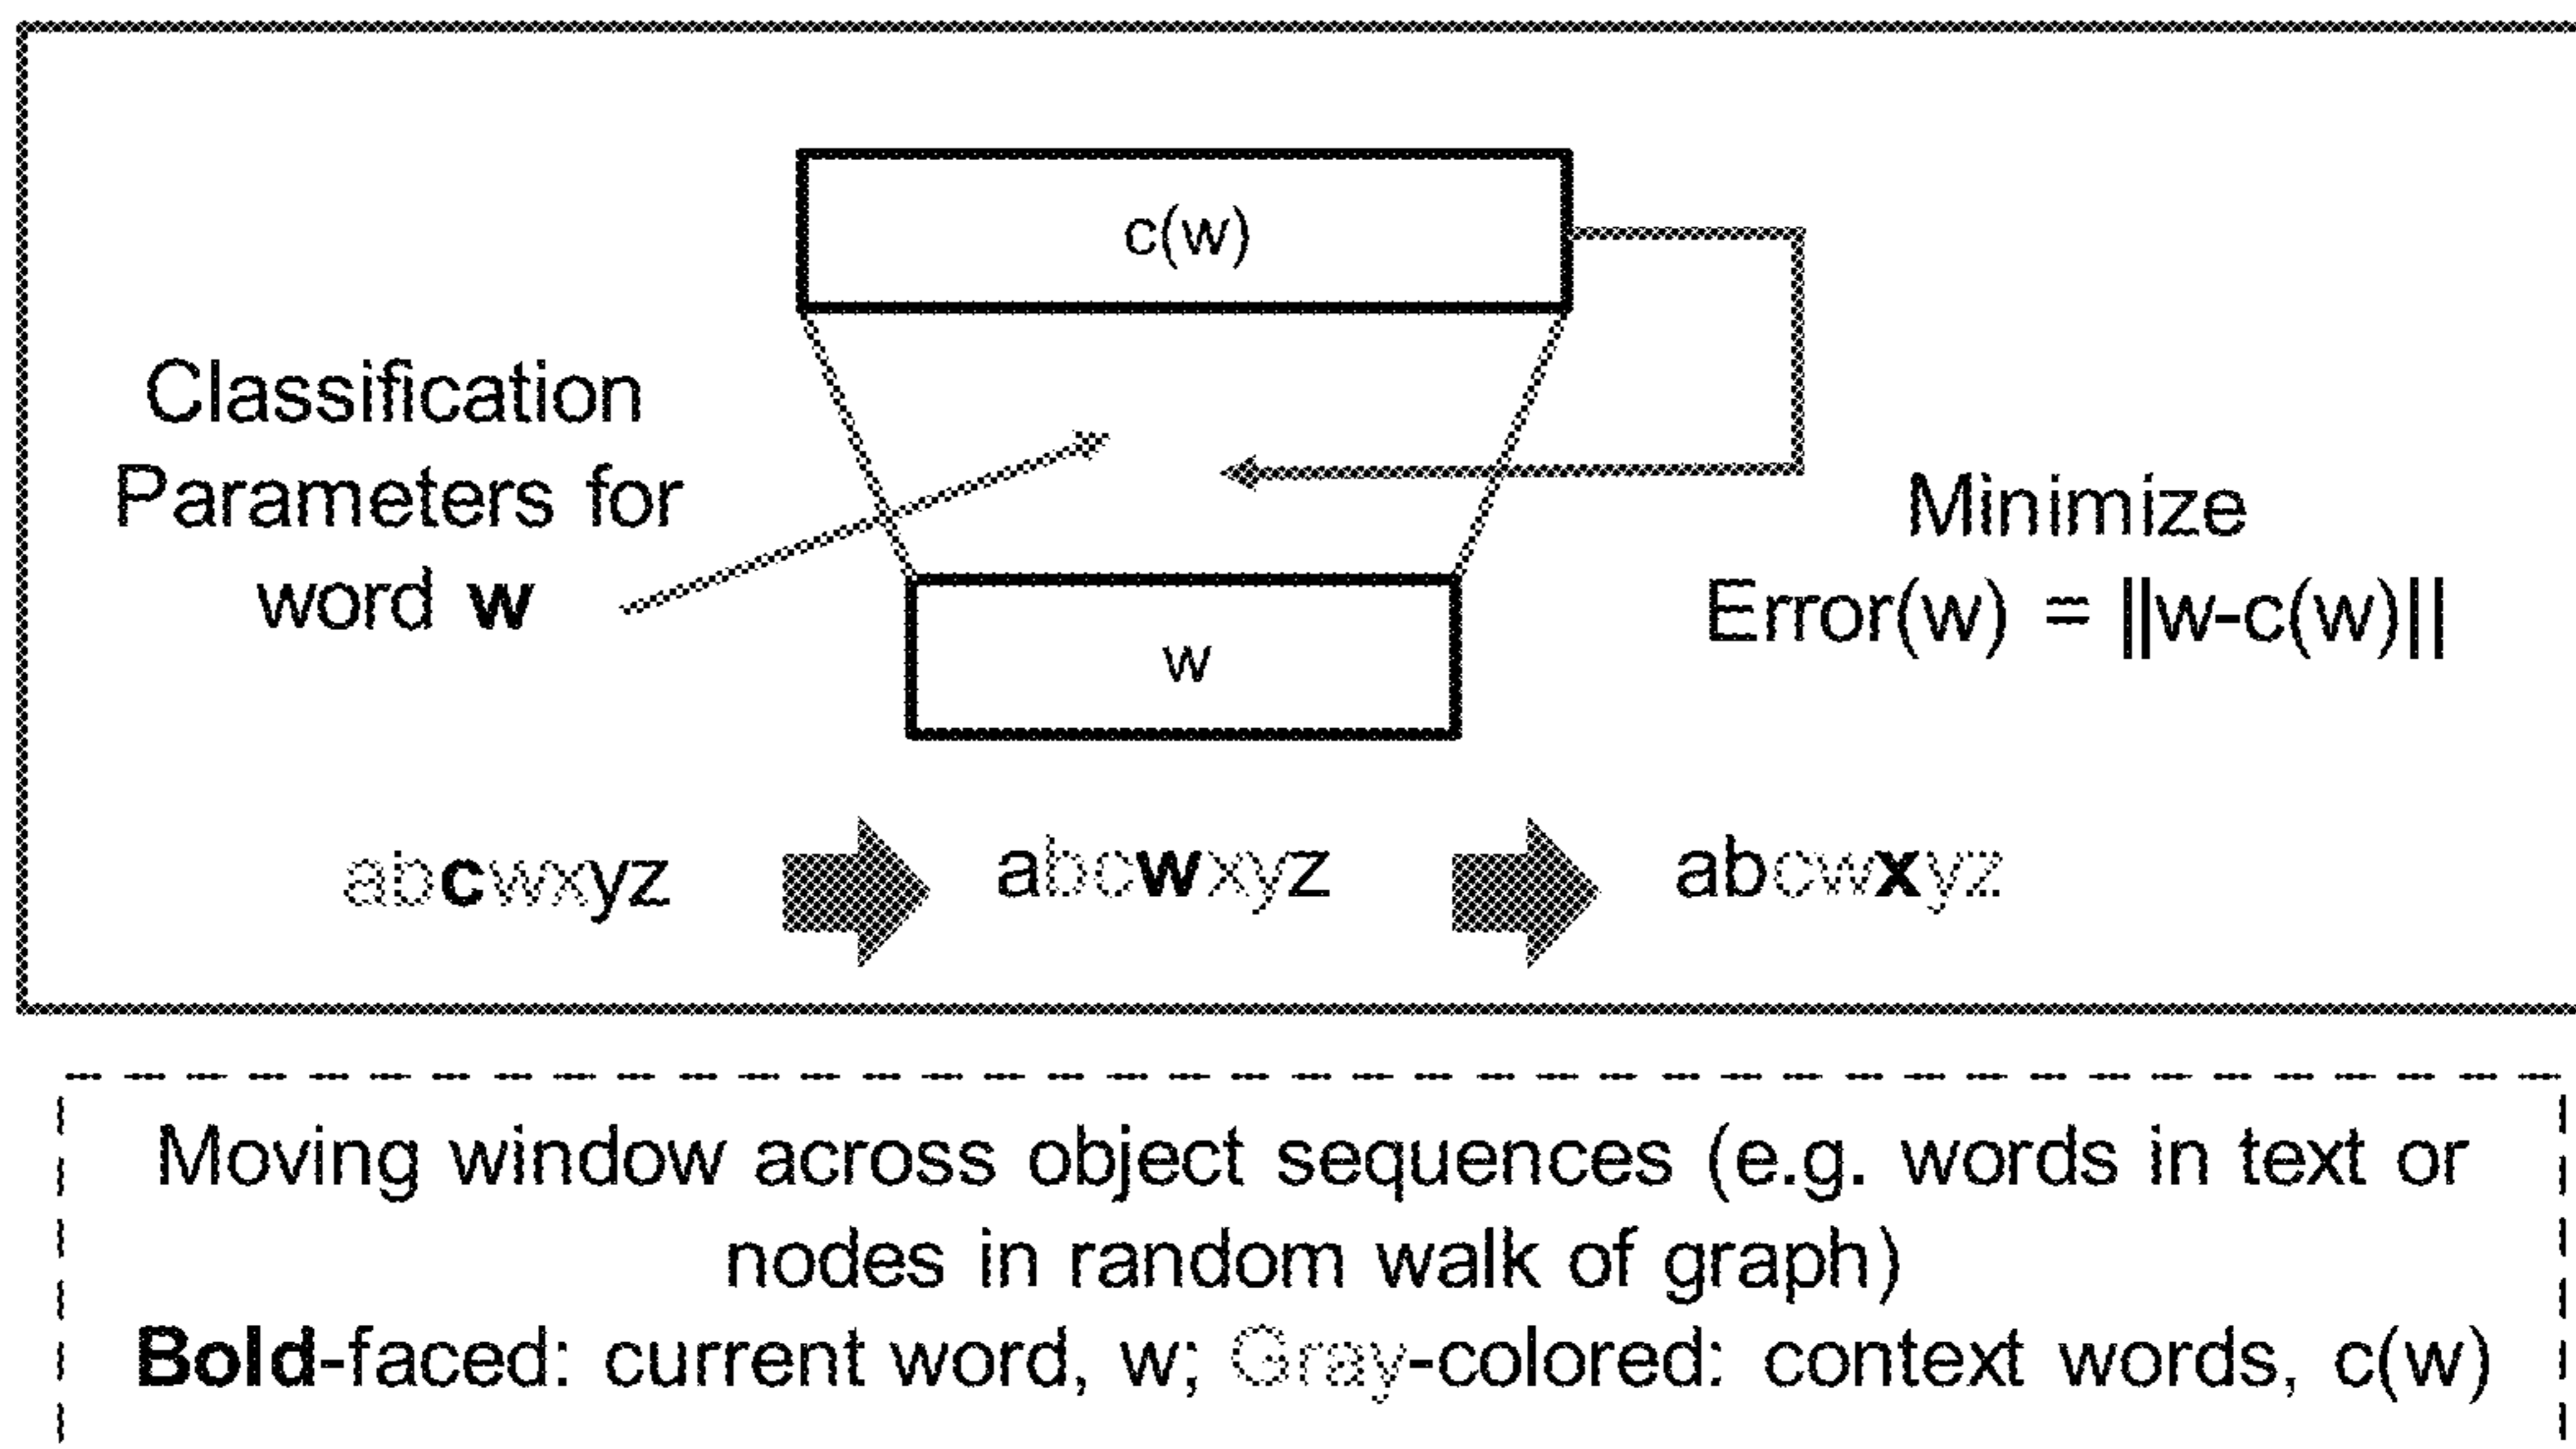 c(w)
Classification
Parameters for
word w
Minimize
Error(w) = ||w-c(w)||
w
abcwxyz
abcwxyz
abcwxyz
Moving window across object sequences (e.g. words in text or
nodes in random walk of graph)
Bold-faced: current word, w; Gray-colored: context words, c(w)